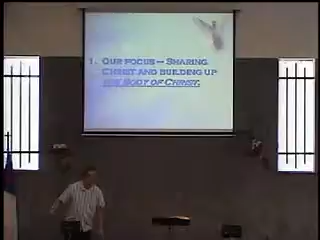 1. OUR FOCUS – SHARING
CHRIST AND BUILDING UP
THE BODY OF CHRIST.